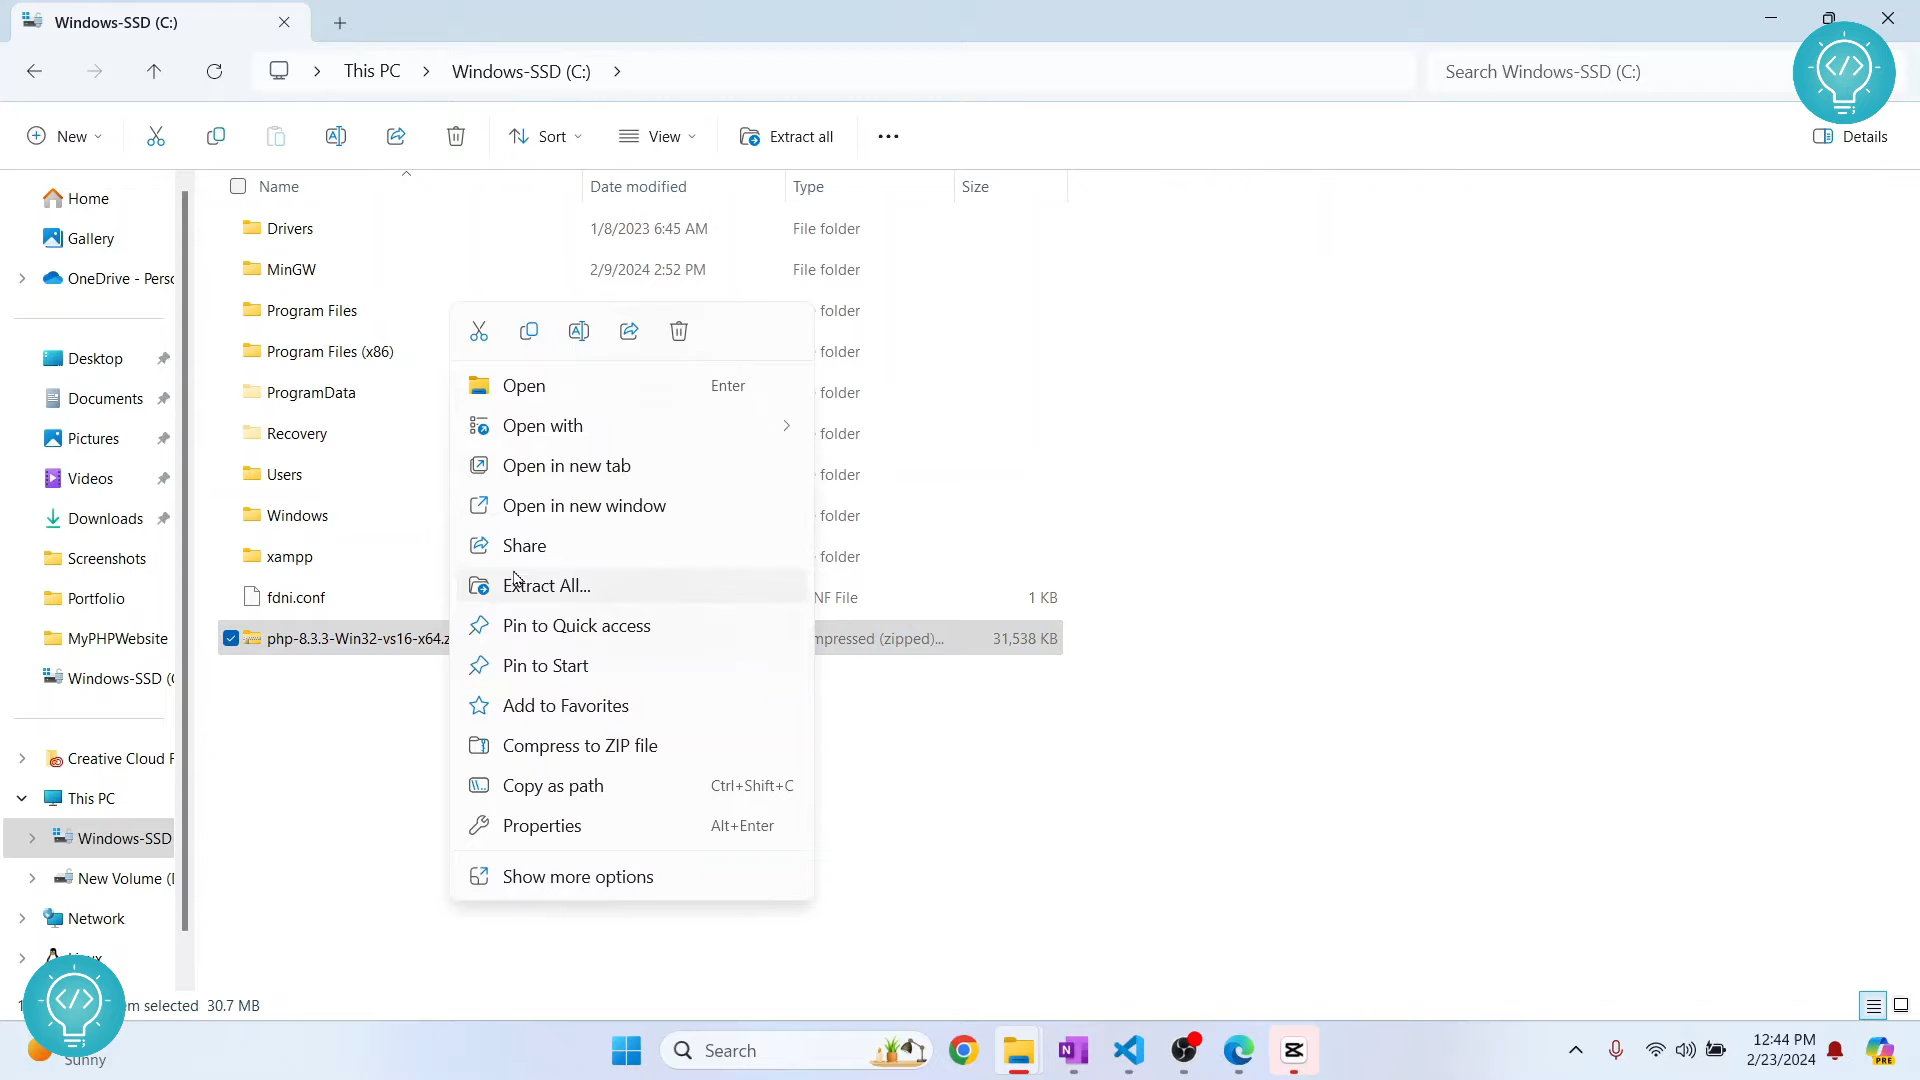 Windows-SSD (C:)
This PC
Windows-SSD (C:)
Search Windows-SSD (C:)
New
Sort
View
Extract all
Details
Name
Date modified
Type
Size
Home
Gallery
OneDrive - Perso
Desktop
Documents
Pictures
Videos
Downloads
Screenshots
Portfolio
MyPHPWebsite
Windows-SSD (
Creative Cloud F
This PC
Windows-SSD
New Volume (
Network
Drivers 1/8/2023 6:45 AM File folder
MinGW 2/9/2024 2:52 PM File folder
Program Files folder
Program Files (x86) folder
ProgramData folder
Recovery folder
Users folder
Windows folder
xampp folder
fdni.conf NF File 1 KB
php-8.3.3-Win32-vs16-x64.z mpressed (zipped)... 31,538 KB
Open Enter
Open with
Open in new tab
Open in new window
Share
Extract All...
Pin to Quick access
Pin to Start
Add to Favorites
Compress to ZIP file
Copy as path Ctrl+Shift+C
Properties Alt+Enter
Show more options
m selected 30.7 MB
Sunny
Search
12:44 PM
2/23/2024
PRE